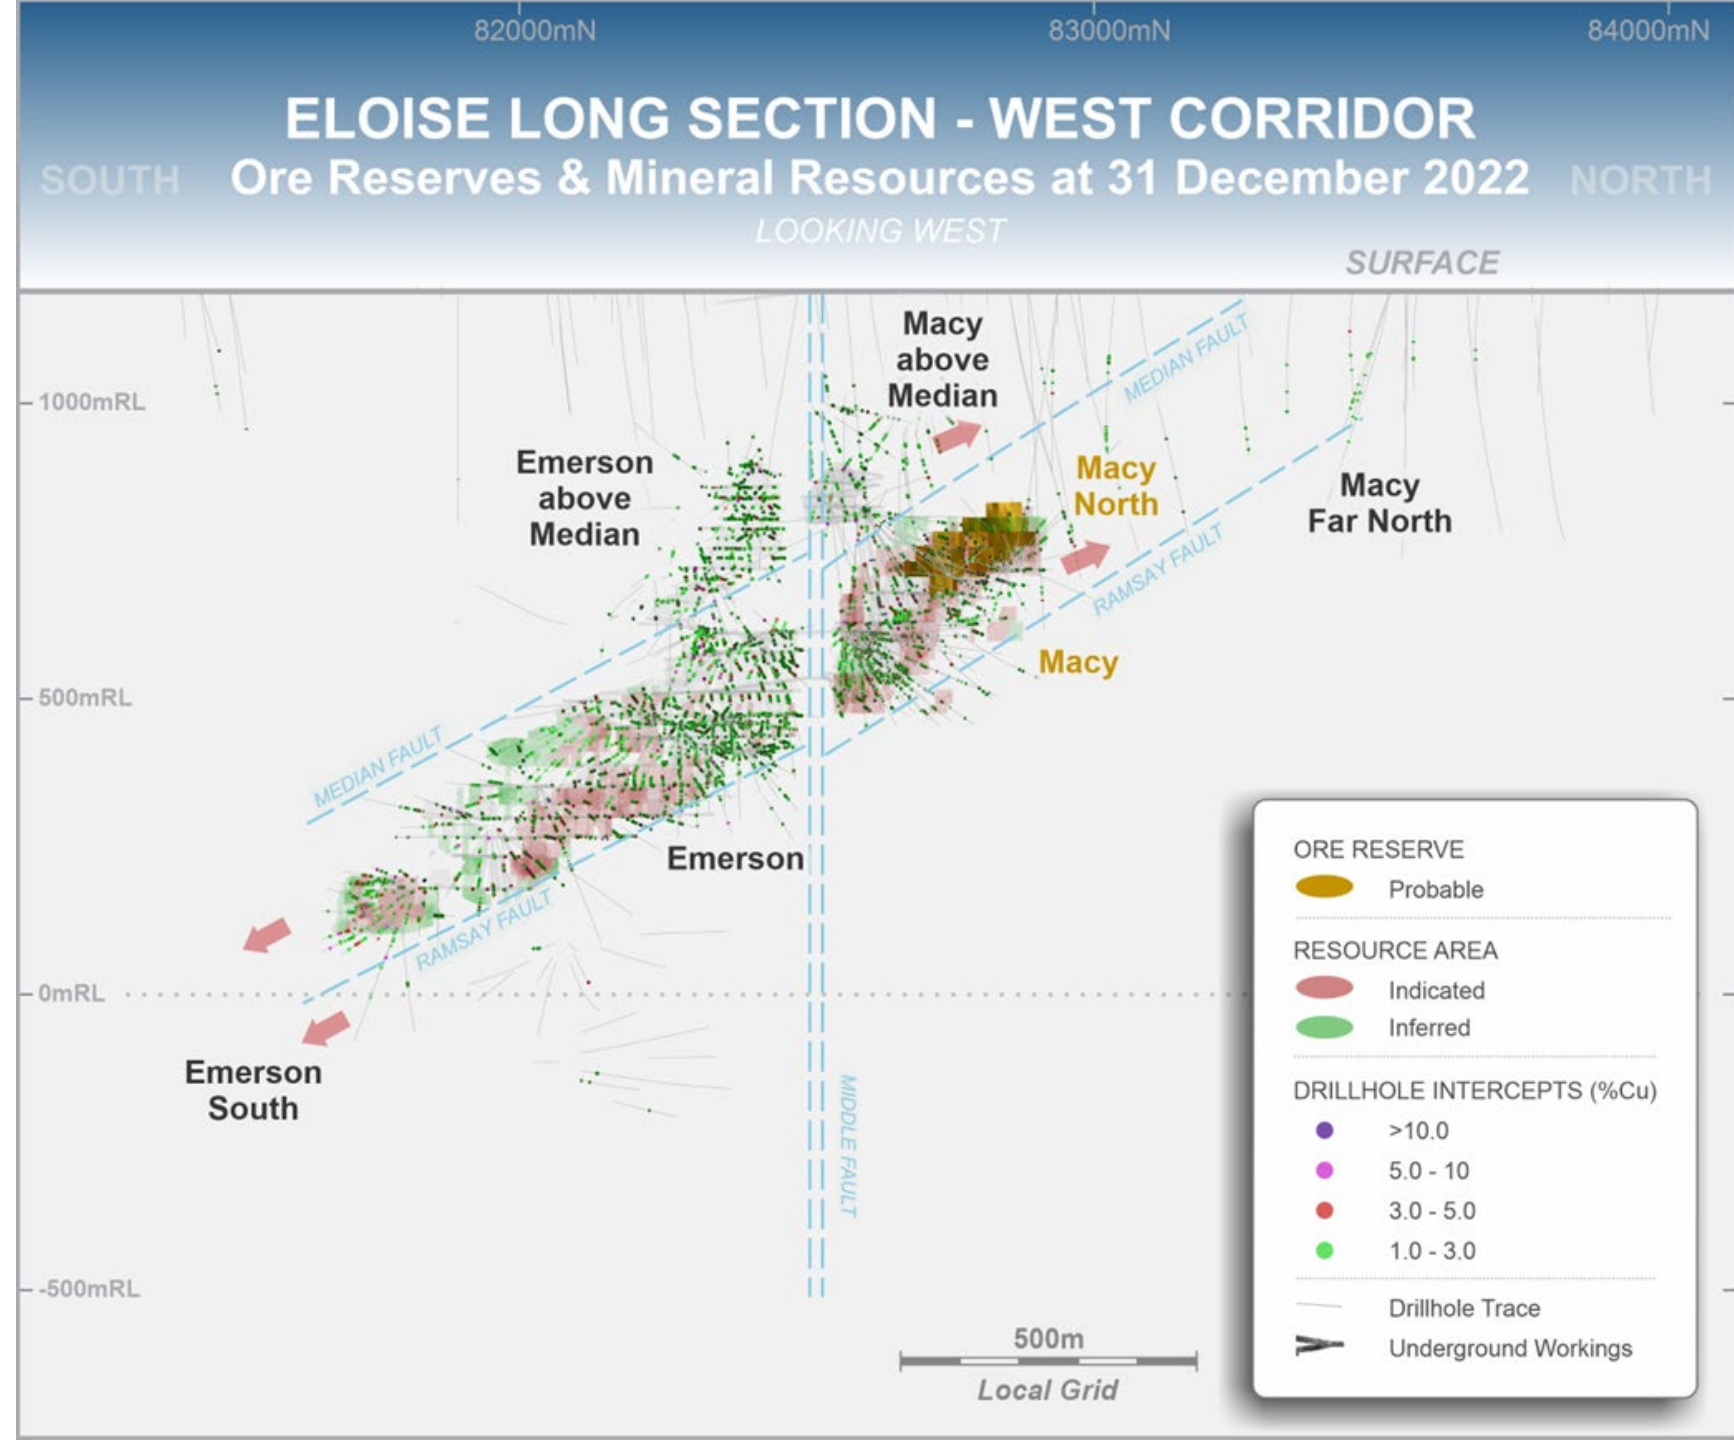 82000mN
83000mN
84000mN
ELOISE LONG SECTION - WEST CORRIDOR
SOUTH
Ore Reserves & Mineral Resources at 31 December 2022
NORTH
LOOKING WEST
SURFACE
Macy
above
Median
MEDIAN FAULT
1000mRL
Emerson
above
Median
Macy
North
Macy
Far North
RAMSAY FAULT
Macy
500mRL
MEDIAN FAULT
Emerson
RAMSAY FAULT
0mRL
Emerson
South
MIDDLE FAULT
-500mRL
500m
Local Grid
ORE RESERVE
Probable
RESOURCE AREA
Indicated
Inferred
DRILLHOLE INTERCEPTS (%Cu)
>10.0
5.0 - 10
3.0 - 5.0
1.0 - 3.0
Drillhole Trace
Underground Workings